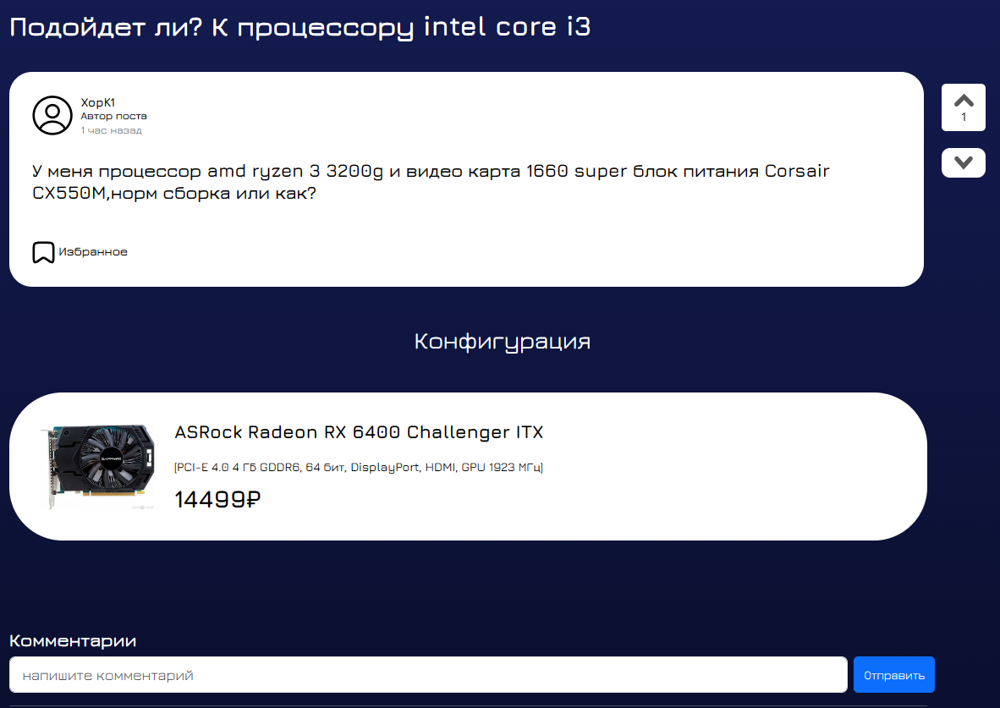 Подойдет ли? К процессору intel core i3
ХорК1
Автор поста
1 час назад
1
У меня процессор amd ryzen 3 3200g и видео карта 1660 super блок питания Corsair
CX550M,норм сборка или как?
Избранное
Конфигурация
ASRock Radeon RX 6400 Challenger ITX
(PCI-E 4.0 4 Гб GDDR6, 64 бит, DisplayPort, HDMI, GPU 1923 МГц)
14499₽
Комментарии
напишите комментарий
Отправить